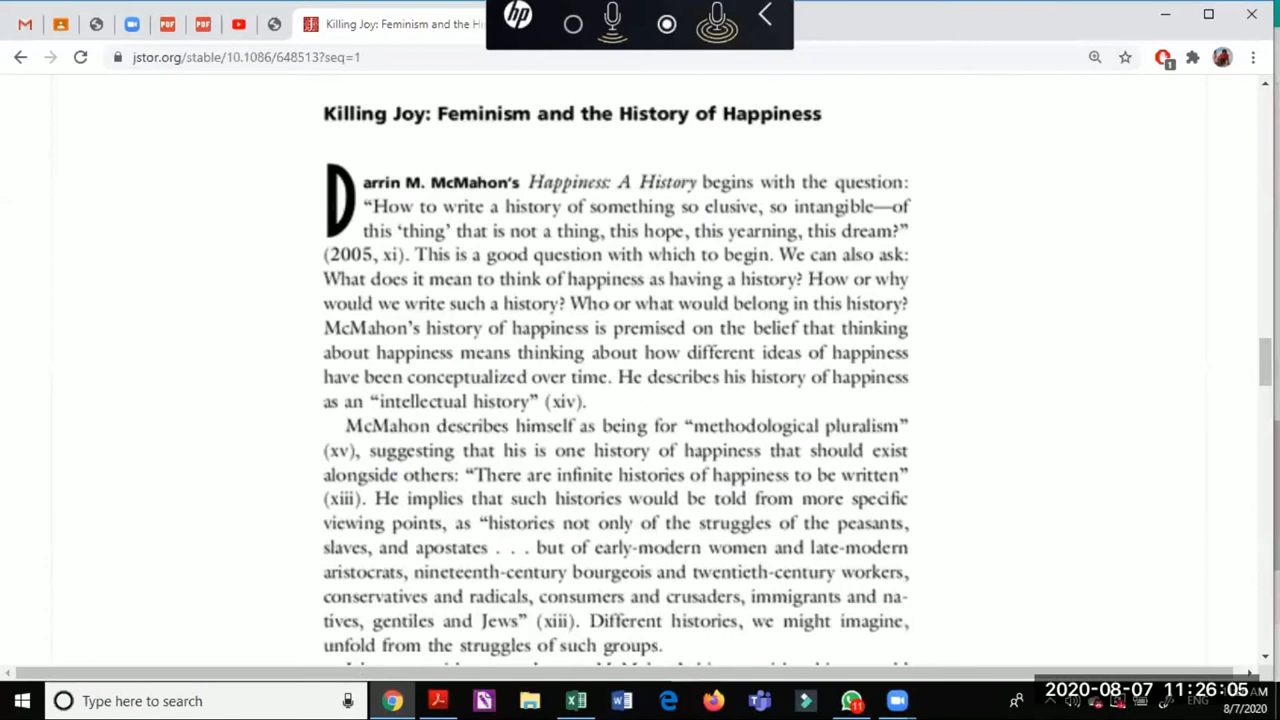 Killing Joy: Feminism and the His
jstor.org/stable/10.1086/648513?seq=1
1
Killing Joy: Feminism and the History of Happiness
Darrin M. McMahon's Happiness: A History begins with the question:
“How to write a history of something so elusive, so intangible—of
this ‘thing’ that is not a thing, this hope, this yearning, this dream?”
(2005, xi). This is a good question with which to begin. We can also ask:
What does it mean to think of happiness as having a history? How or why
would we write such a history? Who or what would belong in this history?
McMahon's history of happiness is premised on the belief that thinking
about happiness means thinking about how different ideas of happiness
have been conceptualized over time. He describes his history of happiness
as an “intellectual history” (xiv).
McMahon describes himself as being for “methodological pluralism”
(xv), suggesting that his is one history of happiness that should exist
alongside others: “There are infinite histories of happiness to be written”
(xiii). He implies that such histories would be told from more specific
viewing points, as “histories not only of the struggles of the peasants,
slaves, and apostates . . . but of early-modern women and late-modern
aristocrats, nineteenth-century bourgeois and twentieth-century workers,
conservatives and radicals, consumers and crusaders, immigrants and na-
tives, gentiles and Jews” (xiii). Different histories, we might imagine,
unfold from the struggles of such groups.
Type here to search
11
2020-08-07 11:26:05 AM
ENG
8/7/2020